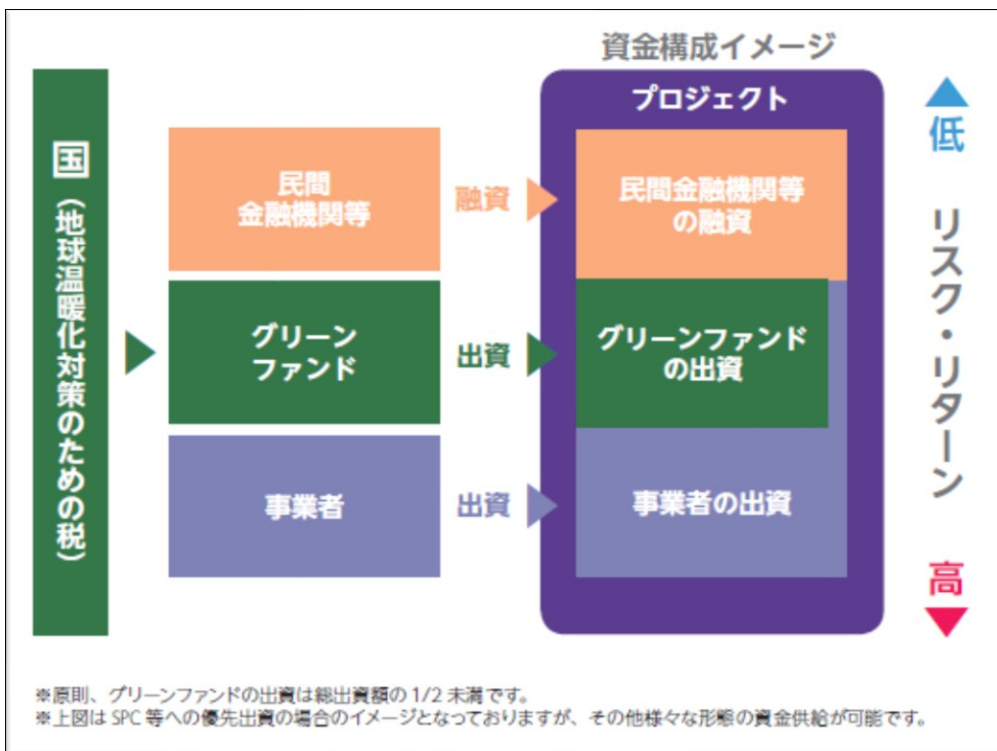 資金構成イメージ
国（地球温暖化対策のための税）
民間
金融機関等
融資
グリーン
ファンド
出資
事業者
出資
プロジェクト
民間金融機関等
の融資
グリーンファンド
の出資
事業者の出資
低
リスク・リターン
高
※原則、グリーンファンドの出資は総出資額の1/2未満です。
※上図はSPC等への優先出資の場合のイメージとなっておりますが、その他様々な形態の資金供給が可能です。